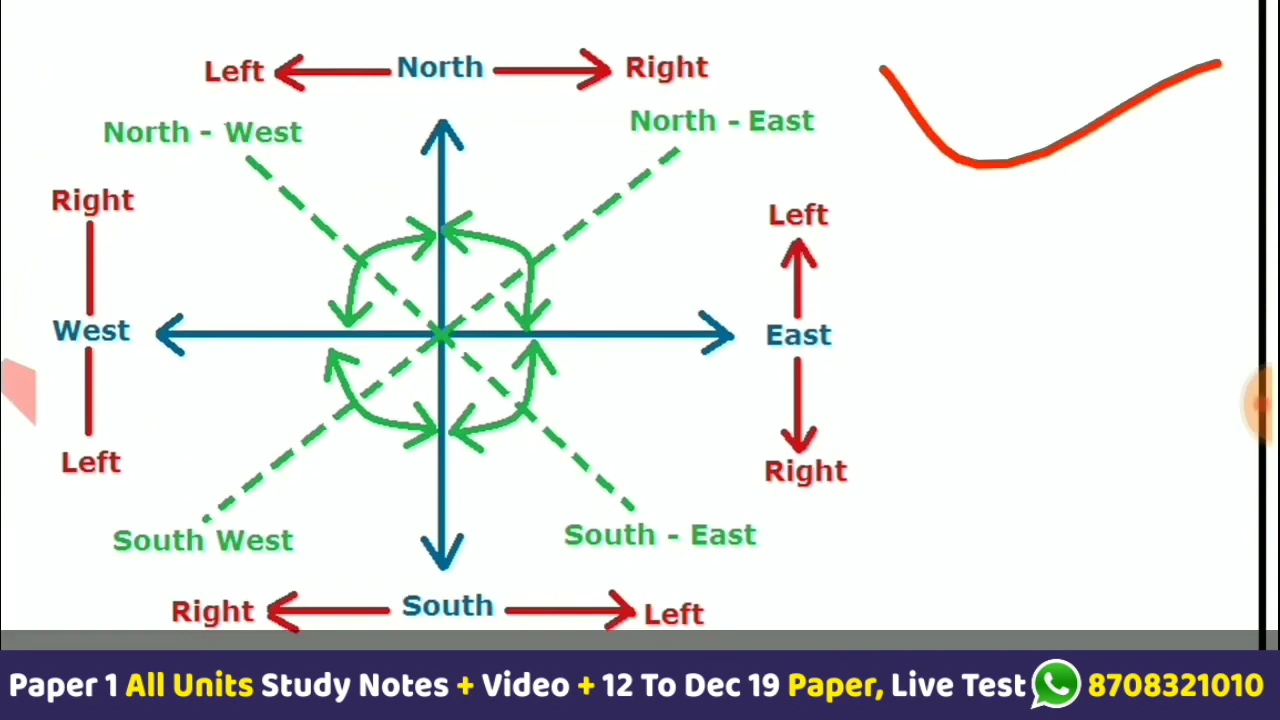 Left North Right
North - West
North - East
Right
Left
West
East
Left
Right
South West
South - East
Right South Left
Paper 1 All Units Study Notes + Video + 12 To Dec 19 Paper, Live Test 8708321010